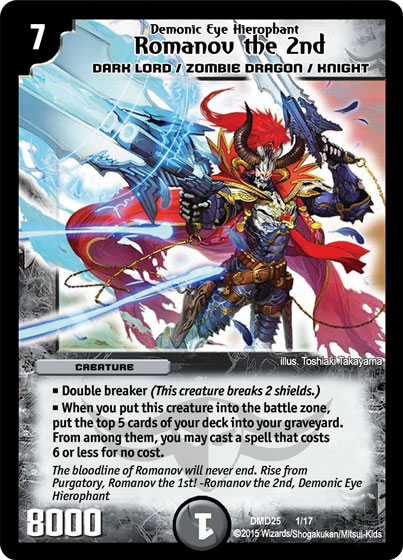 7
Demonic Eye Hierophant
Romanov the 2nd
DARK LORD / ZOMBIE DRAGON / KNIGHT
illus. Toshiaki Takayama
CREATURE
■ Double breaker (This creature breaks 2 shields.)
■ When you put this creature into the battle zone,
put the top 5 cards of your deck into your graveyard.
From among them, you may cast a spell that costs
6 or less for no cost.
The bloodline of Romanov will never end. Rise from
Purgatory, Romanov the 1st! -Romanov the 2nd, Demonic Eye
Hierophant
8000
1
DMD25 1/17
©2015 Wizards/Shogakukan/Mitsui-Kids